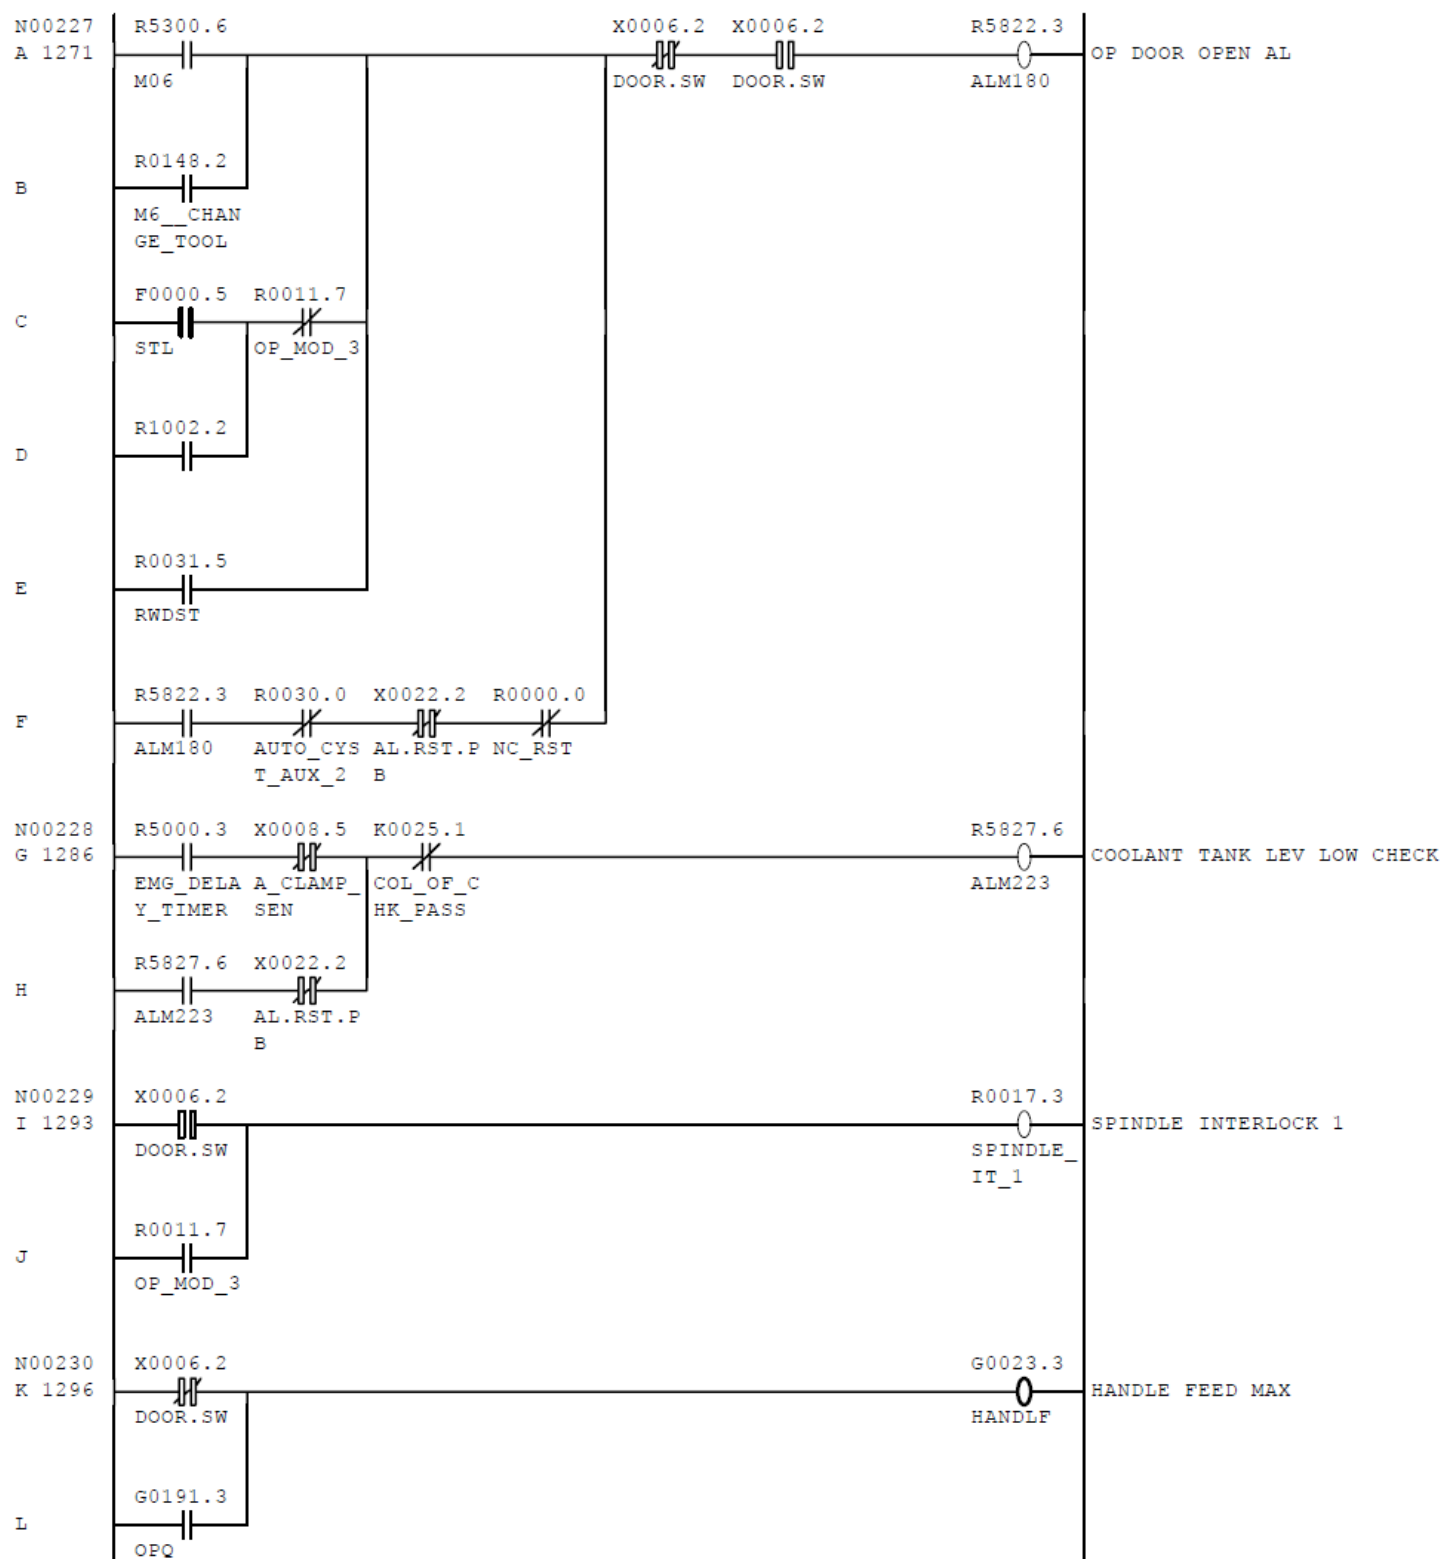 N00227 R5300.6 X0006.2 X0006.2 R5822.3
A 1271 OP DOOR OPEN AL
M06 DOOR.SW DOOR.SW ALM180
R0148.2
B
M6__CHAN
GE_TOOL
F0000.5 R0011.7
C
STL OP_MOD_3
R1002.2
D
R0031.5
E
RWDST
R5822.3 R0030.0 X0022.2 R0000.0
F
ALM180 AUTO_CYS AL.RST.P NC_RST
T_AUX_2 B
N00228 R5000.3 X0008.5 K0025.1 R5827.6
G 1286 COOLANT TANK LEV LOW CHECK
EMG_DELA A_CLAMP_ COL_OF_C ALM223
Y_TIMER SEN HK_PASS
R5827.6 X0022.2
H
ALM223 AL.RST.P
B
N00229 X0006.2 R0017.3
I 1293 SPINDLE INTERLOCK 1
DOOR.SW SPINDLE_
IT_1
R0011.7
J
OP_MOD_3
N00230 X0006.2 G0023.3
K 1296 HANDLE FEED MAX
DOOR.SW HANDLF
G0191.3
L
OPQ